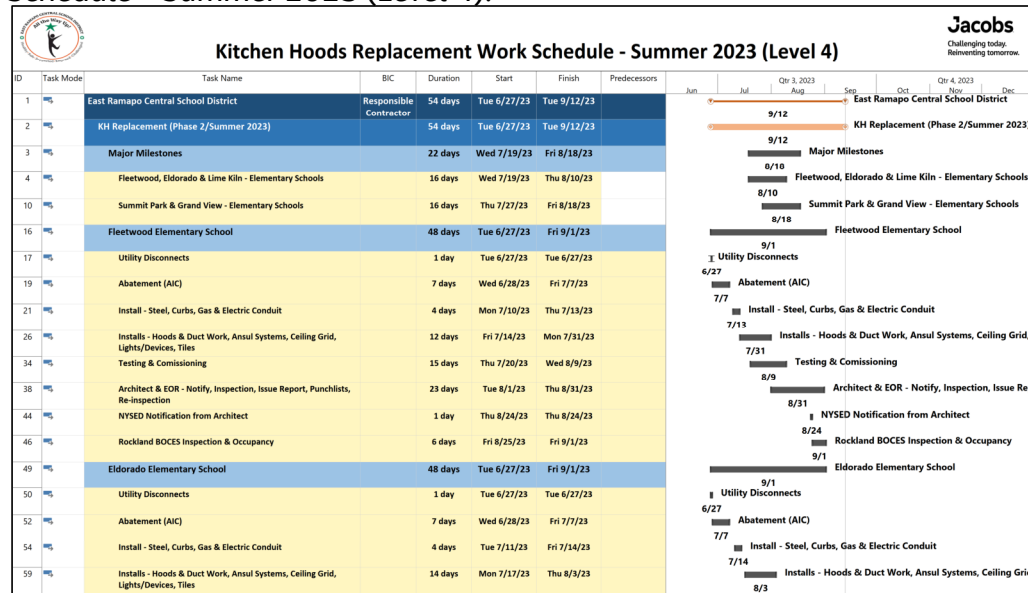 Schedule - Summer 2023 (Level 4).
EAST RAMAPO CENTRAL SCHOOL DISTRICT
All the Way Up!
Jacobs
Challenging today.
Reinventing tomorrow.
Kitchen Hoods Replacement Work Schedule - Summer 2023 (Level 4)
ID Task Mode Task Name BIC Duration Start Finish Predecessors
Qtr 3, 2023 Qtr 4, 2023
Jun Jul Aug Sep Oct Nov Dec
1 East Ramapo Central School District Responsible Contractor 54 days Tue 6/27/23 Tue 9/12/23
East Ramapo Central School District
9/12
2 KH Replacement (Phase 2/Summer 2023) 54 days Tue 6/27/23 Tue 9/12/23
KH Replacement (Phase 2/Summer 2023)
9/12
3 Major Milestones 22 days Wed 7/19/23 Fri 8/18/23
Major Milestones
8/18
4 Fleetwood, Eldorado & Lime Kiln - Elementary Schools 16 days Wed 7/19/23 Thu 8/10/23
Fleetwood, Eldorado & Lime Kiln - Elementary Schools
8/10
10 Summit Park & Grand View - Elementary Schools 16 days Thu 7/27/23 Fri 8/18/23
Summit Park & Grand View - Elementary Schools
8/18
16 Fleetwood Elementary School 48 days Tue 6/27/23 Fri 9/1/23
Fleetwood Elementary School
9/1
17 Utility Disconnects 1 day Tue 6/27/23 Tue 6/27/23
Utility Disconnects
6/27
19 Abatement (AIC) 7 days Wed 6/28/23 Fri 7/7/23
Abatement (AIC)
7/7
21 Install - Steel, Curbs, Gas & Electric Conduit 4 days Mon 7/10/23 Thu 7/13/23
Install - Steel, Curbs, Gas & Electric Conduit
7/13
26 Installs - Hoods & Duct Work, Ansul Systems, Ceiling Grid, 12 days Fri 7/14/23 Mon 7/31/23
Lights/Devices, Tiles
Installs - Hoods & Duct Work, Ansul Systems, Ceiling Grid,
7/31
34 Testing & Comissioning 15 days Thu 7/20/23 Wed 8/9/23
Testing & Comissioning
8/9
38 Architect & EOR - Notify, Inspection, Issue Report, Punchlists, 23 days Tue 8/1/23 Thu 8/31/23
Re-inspection
Architect & EOR - Notify, Inspection, Issue Re
8/31
44 NYSED Notification from Architect 1 day Thu 8/24/23 Thu 8/24/23
NYSED Notification from Architect
8/24
46 Rockland BOCES Inspection & Occupancy 6 days Fri 8/25/23 Fri 9/1/23
Rockland BOCES Inspection & Occupancy
9/1
49 Eldorado Elementary School 48 days Tue 6/27/23 Fri 9/1/23
Eldorado Elementary School
9/1
50 Utility Disconnects 1 day Tue 6/27/23 Tue 6/27/23
Utility Disconnects
6/27
52 Abatement (AIC) 7 days Wed 6/28/23 Fri 7/7/23
Abatement (AIC)
7/7
54 Install - Steel, Curbs, Gas & Electric Conduit 4 days Tue 7/11/23 Fri 7/14/23
Install - Steel, Curbs, Gas & Electric Conduit
7/14
59 Installs - Hoods & Duct Work, Ansul Systems, Ceiling Grid, 14 days Mon 7/17/23 Thu 8/3/23
Lights/Devices, Tiles
Installs - Hoods & Duct Work, Ansul Systems, Ceiling Gri
8/3